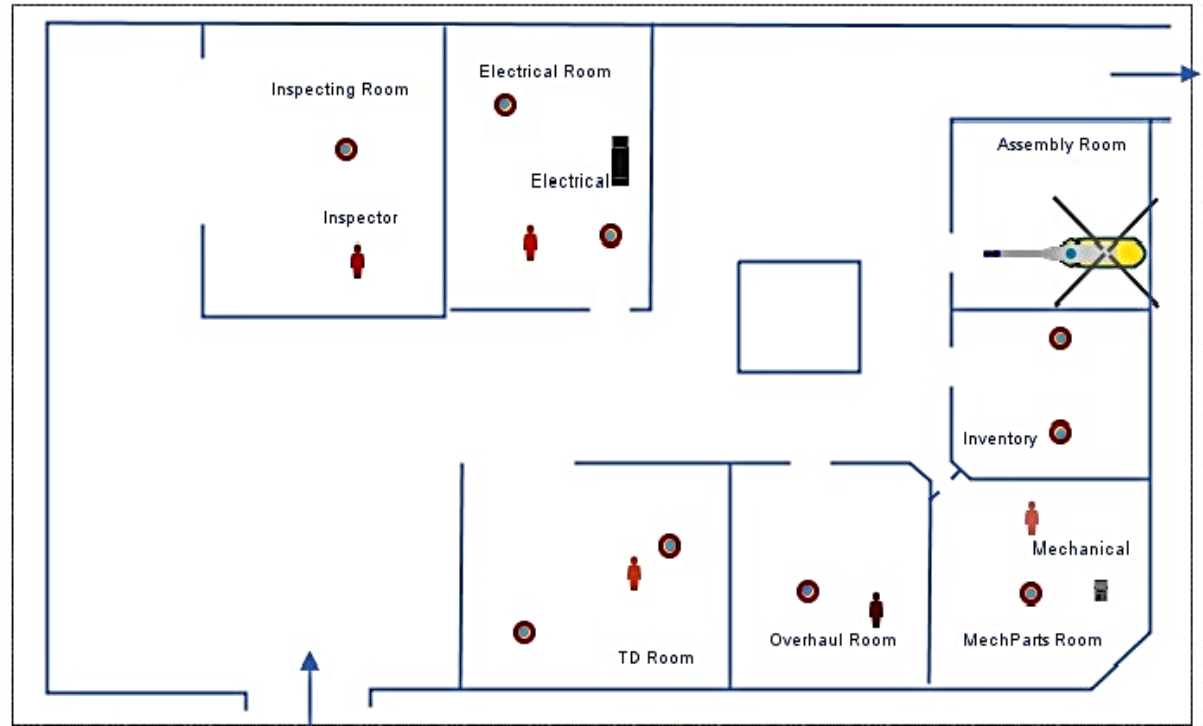 Electrical Room
Inspecting Room
Assembly Room
Electrical
Inspector
Inventory
Mechanical
Overhaul Room
MechParts Room
TD Room